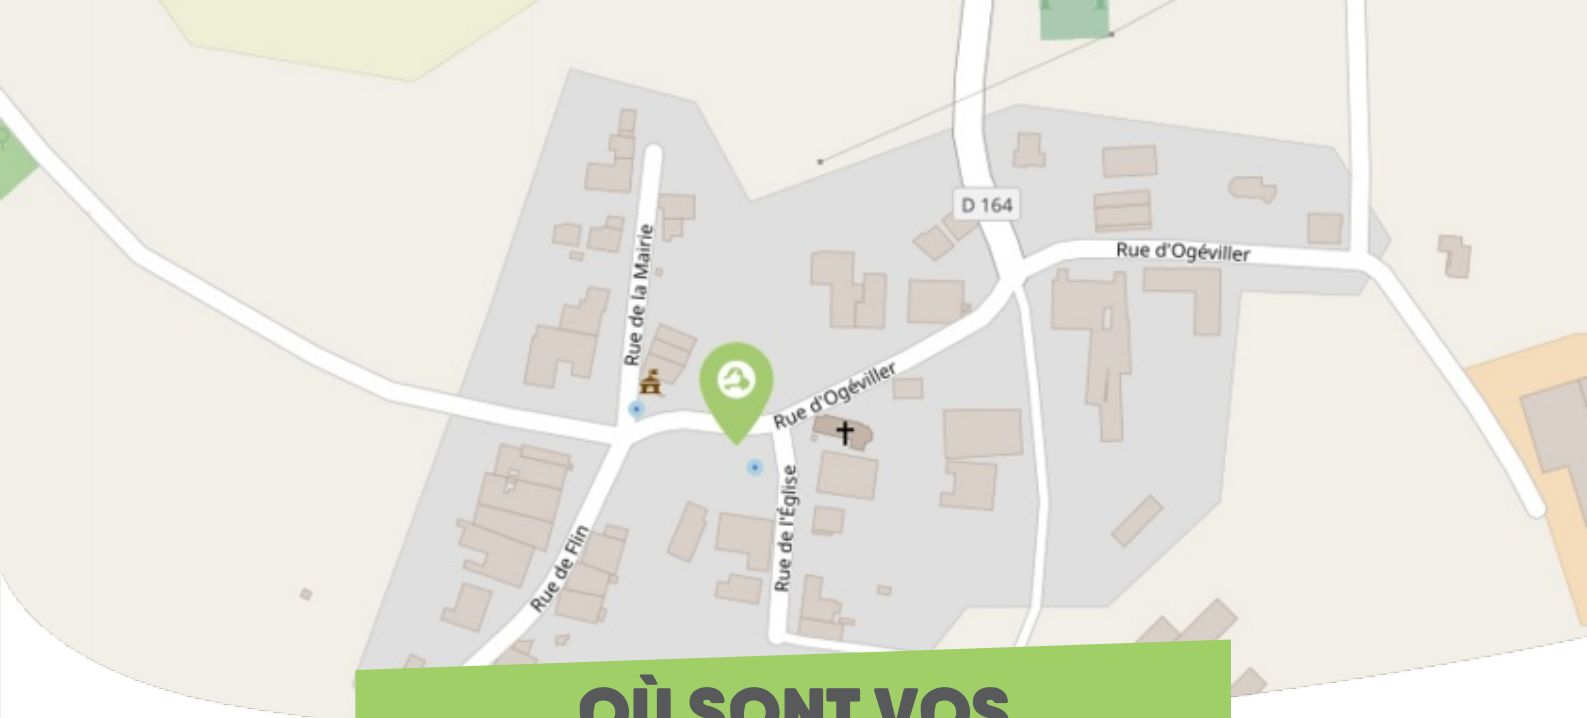 D 164
Rue d'Ogéviller
Rue de la Mairie
Rue d'Ogéviller
Rue de l'Église
Rue de Flin
OÙ SONT VOS